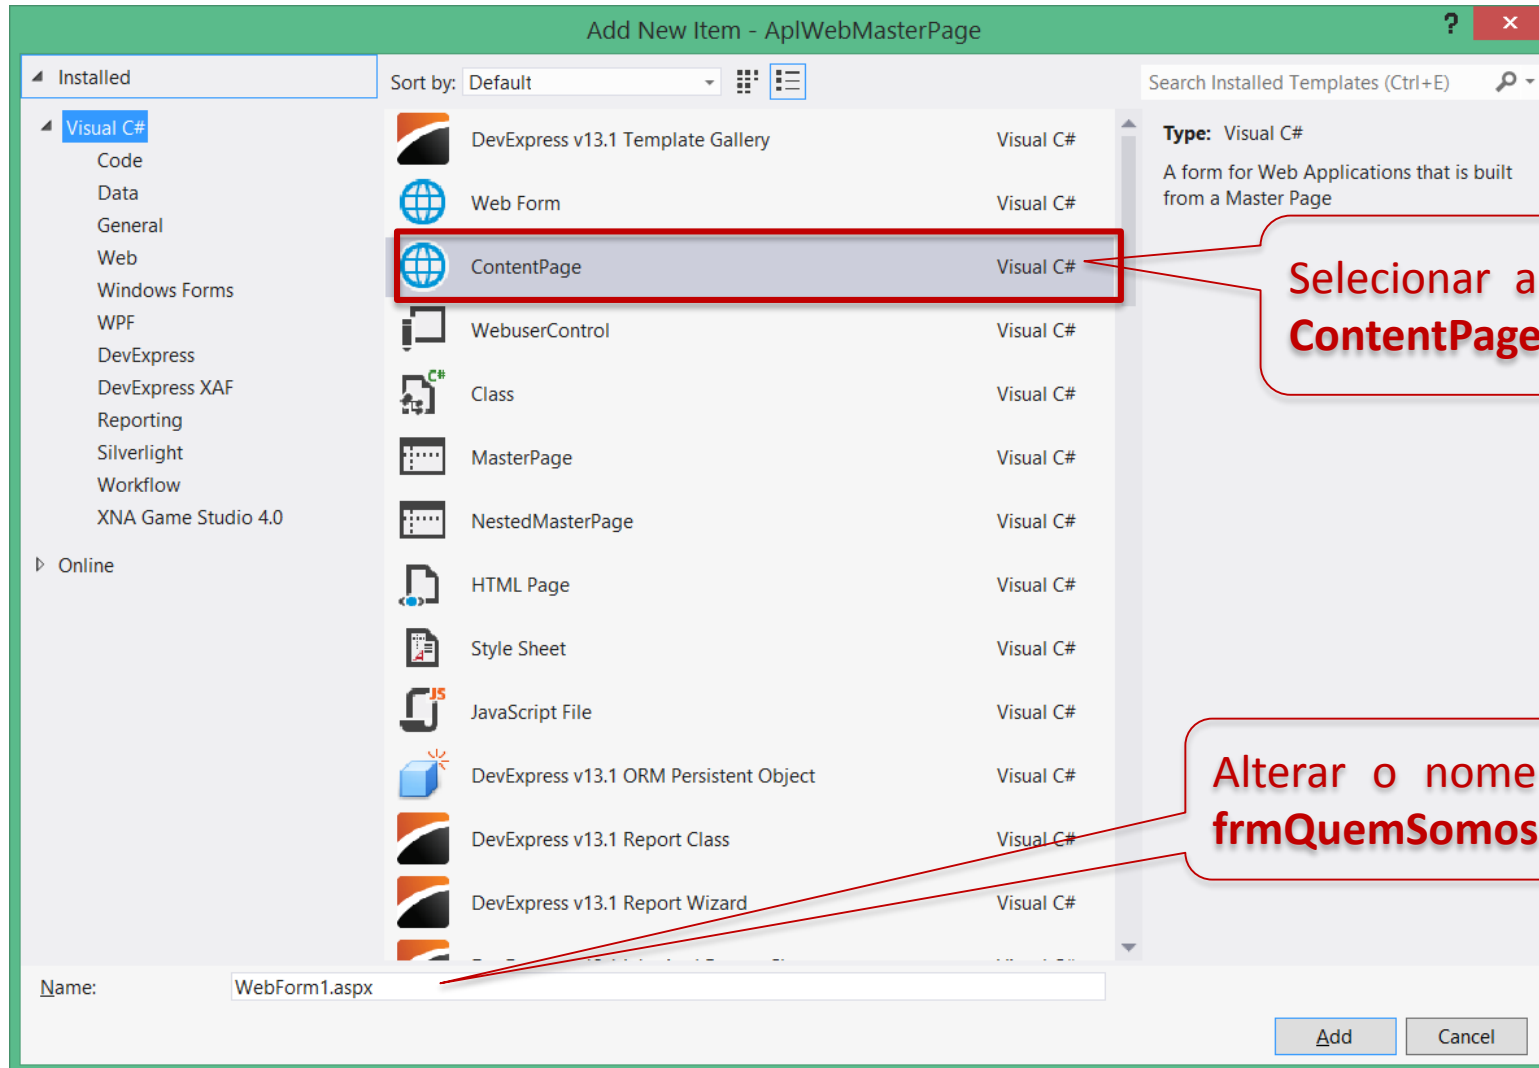 Add New Item - AplWebMasterPage
?
x
Installed
Sort by: Default
Search Installed Templates (Ctrl+E)
Visual C#
Code
Data
General
Web
Windows Forms
WPF
DevExpress
DevExpress XAF
Reporting
Silverlight
Workflow
XNA Game Studio 4.0
Online
DevExpress v13.1 Template Gallery Visual C#
Web Form Visual C#
ContentPage Visual C#
WebuserControl Visual C#
C#
Class Visual C#
MasterPage Visual C#
NestedMasterPage Visual C#
HTML Page Visual C#
Style Sheet Visual C#
JS
JavaScript File Visual C#
DevExpress v13.1 ORM Persistent Object Visual C#
DevExpress v13.1 Report Class Visual C#
DevExpress v13.1 Report Wizard Visual C#
Type: Visual C#
A form for Web Applications that is built
from a Master Page
Selecionar a
ContentPage
Alterar o nome
frmQuemSomos
Name: WebForm1.aspx
Add
Cancel